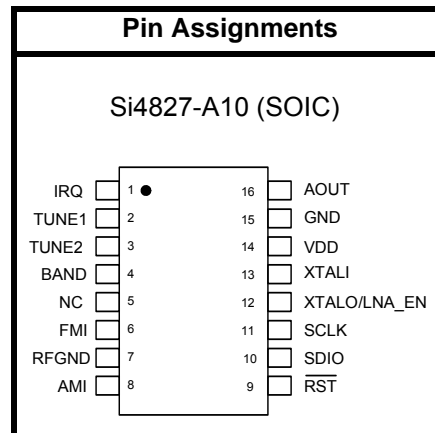 Pin Assignments
Si4827-A10 (SOIC)
IRQ 1 16 AOUT
TUNE1 2 15 GND
TUNE2 3 14 VDD
BAND 4 13 XTALI
NC 5 12 XTALO/LNA_EN
FMI 6 11 SCLK
RFGND 7 10 SDIO
AMI 8 9 RST